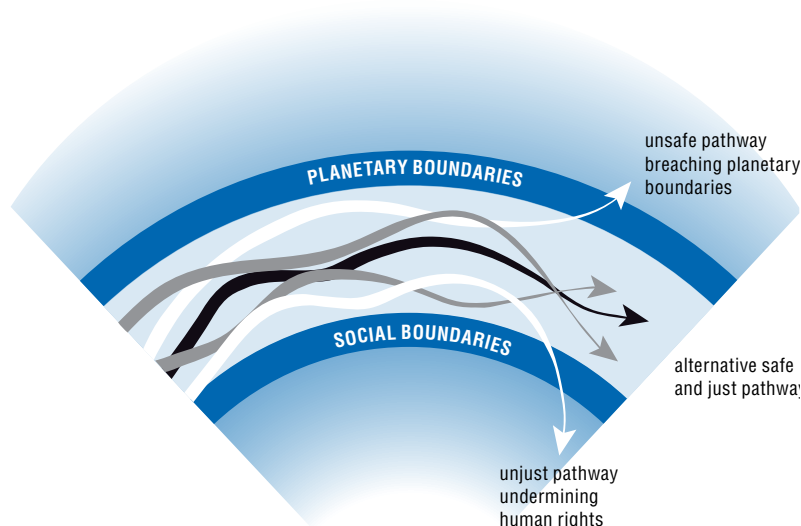 unsafe pathway
breaching planetary
boundaries
PLANETARY BOUNDARIES
SOCIAL BOUNDARIES
alternative safe
and just pathway
unjust pathway
undermining
human rights